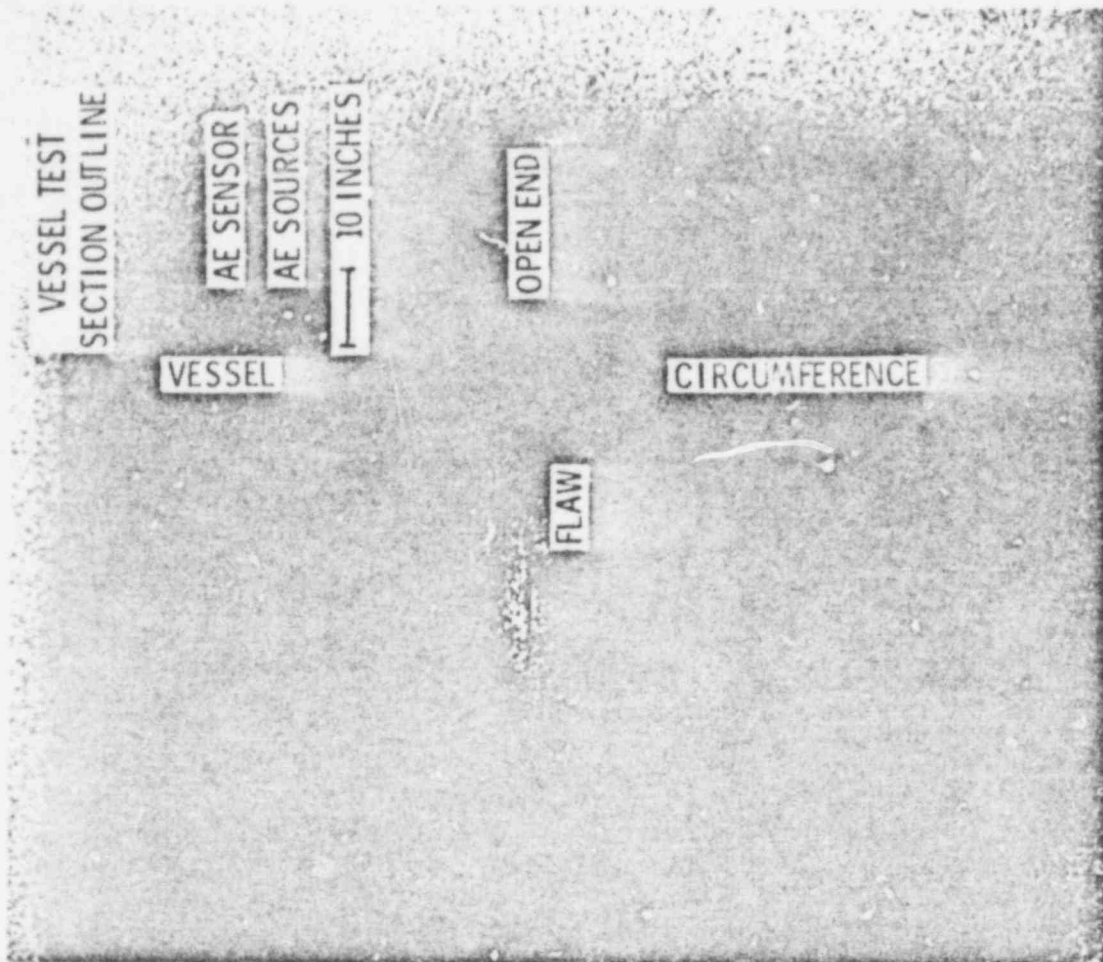 VESSEL TEST
SECTION OUTLINE
AE SENSOR
AE SOURCES
10 INCHES
VESSEL
CIRCUMFERENCE
OPEN END
FLAW